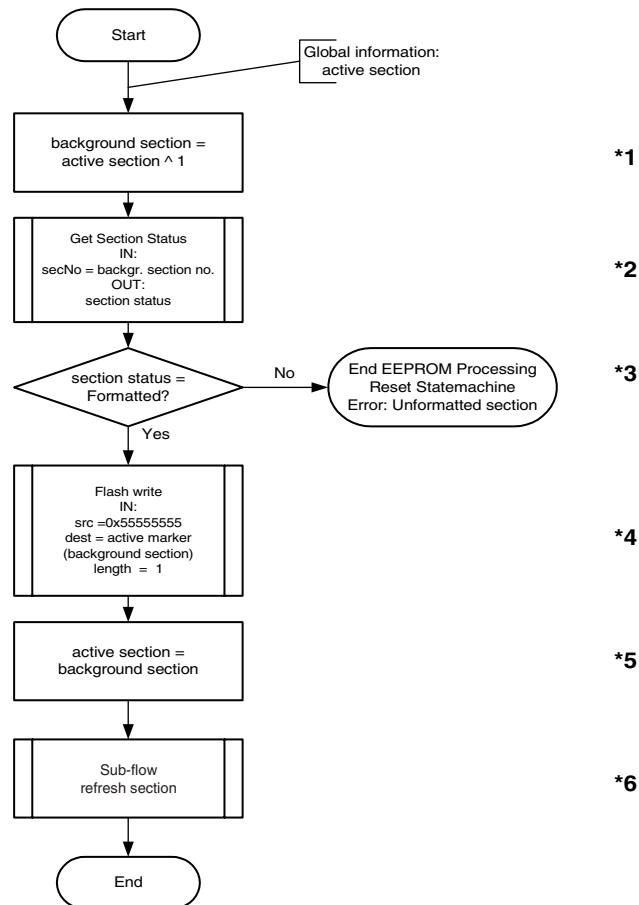 Start
Global information:
active section
background section =
active section ^ 1
*1
Get Section Status
IN:
secNo = backgr. section no.
OUT:
section status
*2
section status =
Formatted?
No
End EEPROM Processing
Reset Statemachine
Error: Unformatted section
*3
Yes
Flash write
IN:
src =0x55555555
dest = active marker
(background section)
length = 1
*4
active section =
background section
*5
Sub-flow
refresh section
*6
End